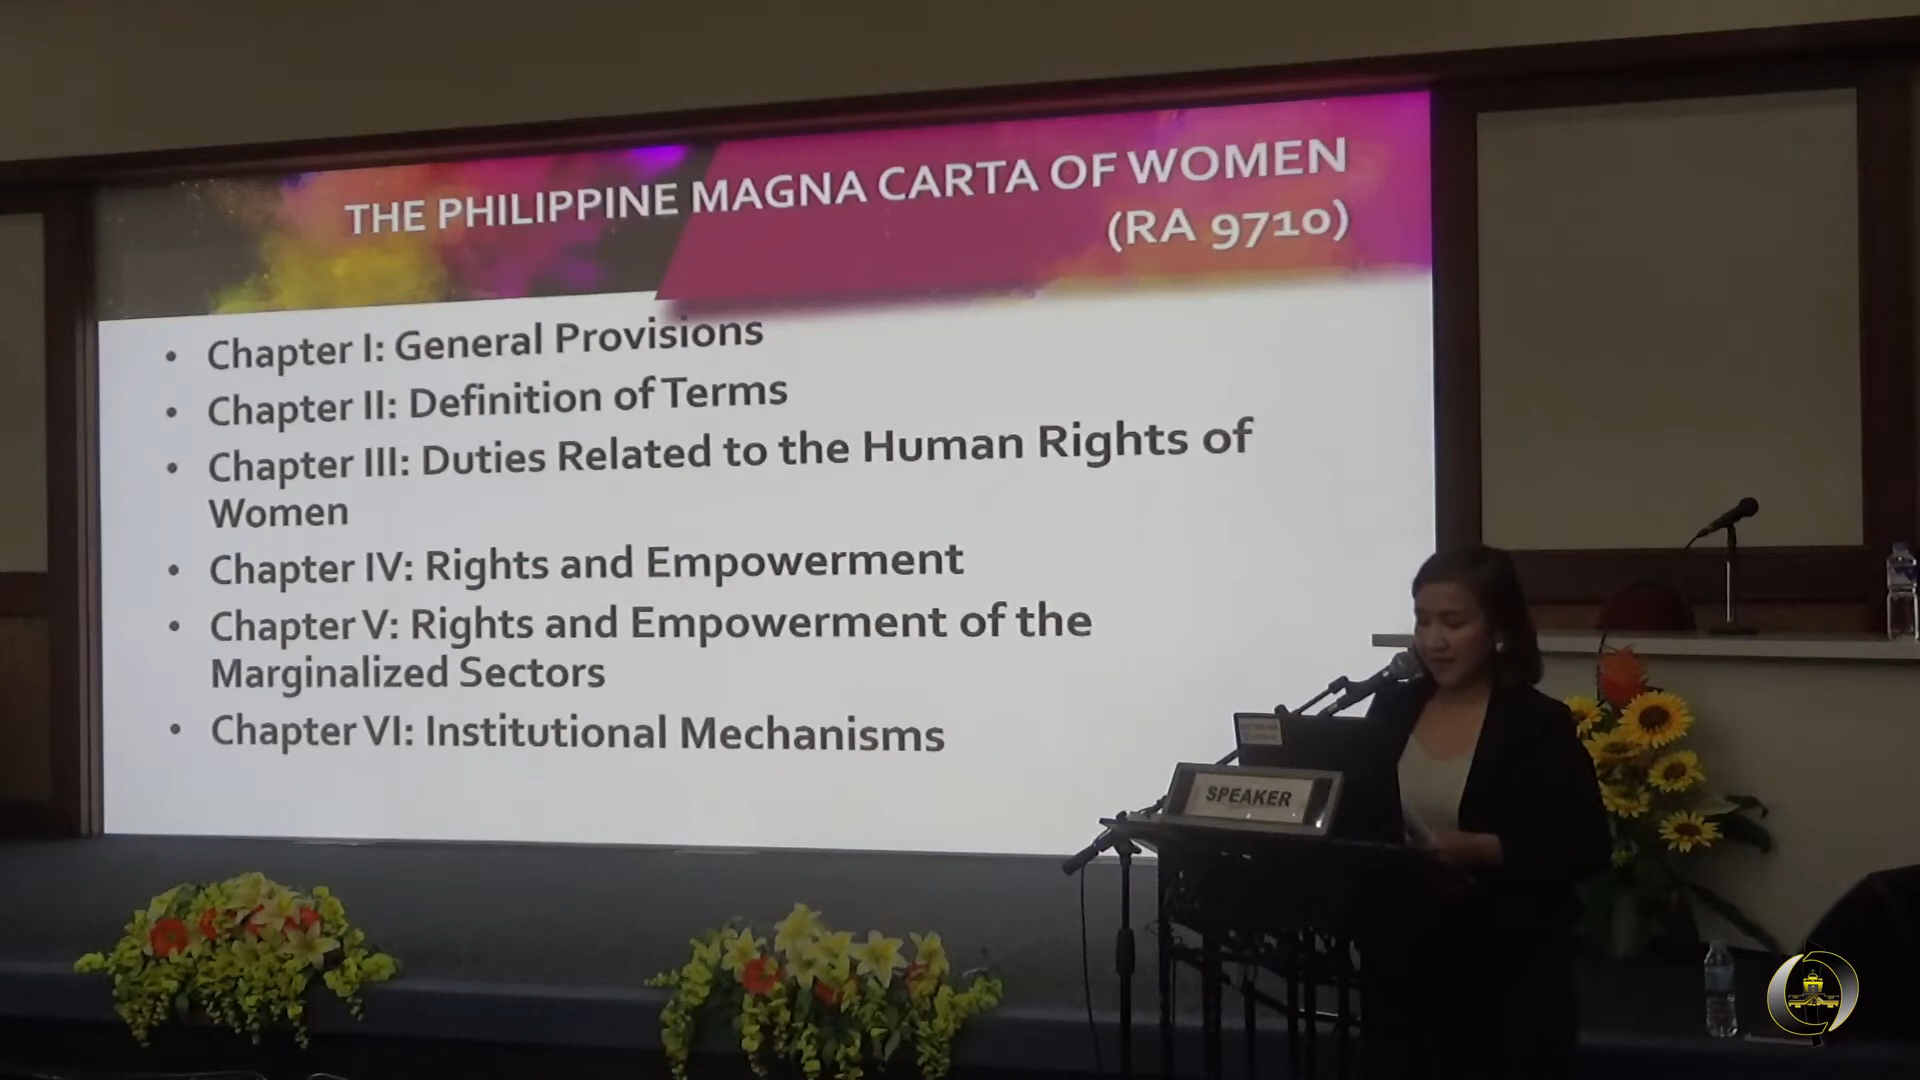 THE PHILIPPINE MAGNA CARTA OF WOMEN
(RA 9710)
• Chapter I: General Provisions
• Chapter II: Definition of Terms
• Chapter III: Duties Related to the Human Rights of
Women
• Chapter IV: Rights and Empowerment
• Chapter V: Rights and Empowerment of the
Marginalized Sectors
• Chapter VI: Institutional Mechanisms
SPEAKER